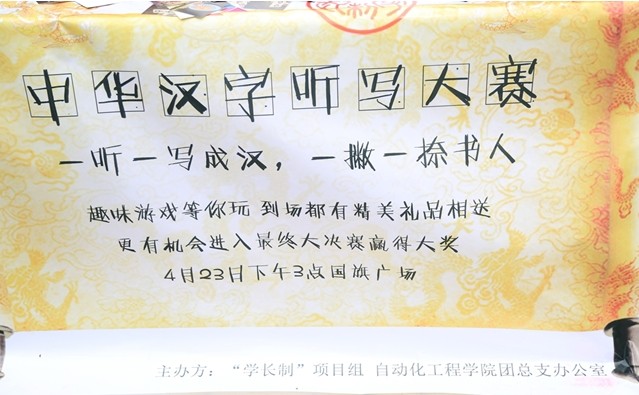 中华汉字听写大赛
一听一写成汉，一撇一捺书人
趣味游戏等你玩 到场都有精美礼品相送
更有机会进入最终大决赛赢得大奖
4月23日下午3点国旗广场
主办方：“学长制”项目组 自动化工程学院团总支办公室